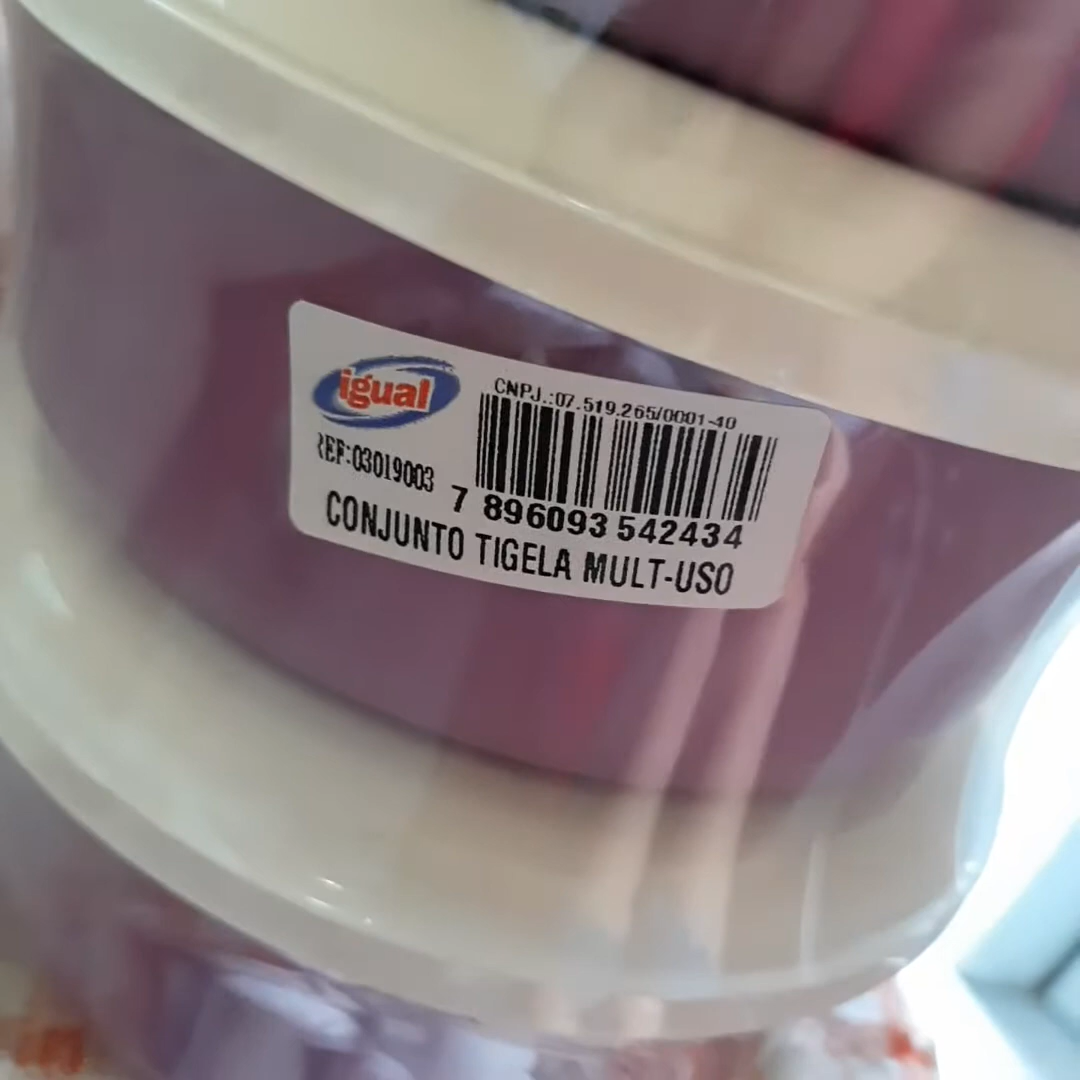 igual
CNPJ.:07.519.265/0001-40
REF:03019003
7 896093 542434
CONJUNTO TIGELA MULT-USO